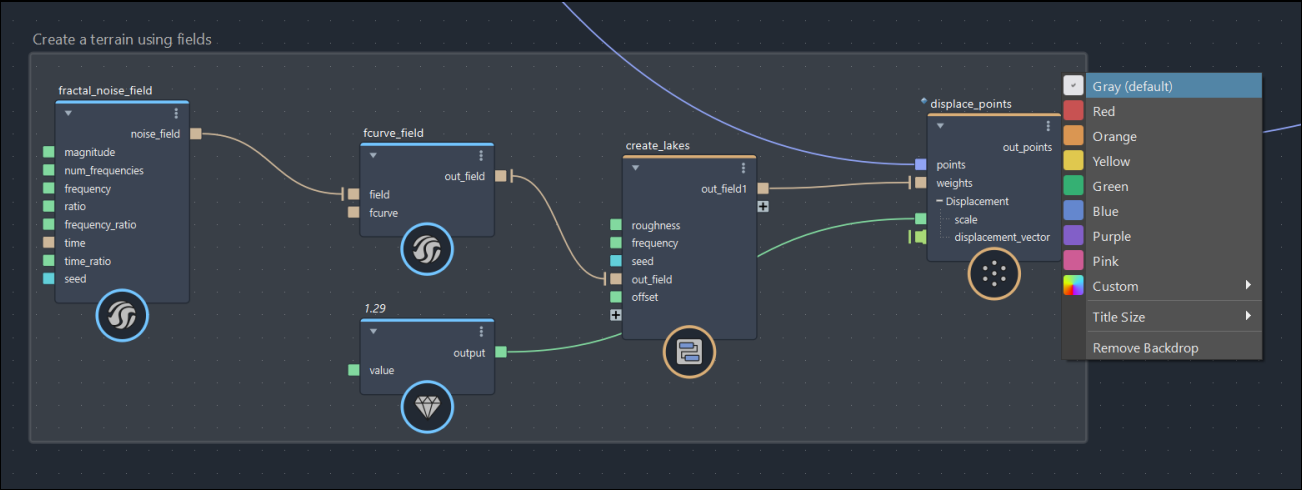 Create a terrain using fields
fractal_noise_field
noise_field
magnitude
num_frequencies
frequency
ratio
frequency_ratio
time
time_ratio
seed
fcurve_field
out_field
field
fcurve
1.29
output
value
create_lakes
out_field1
roughness
frequency
seed
out_field
offset
displace_points
out_points
points
weights
Displacement
scale
displacement_vector
Gray (default)
Red
Orange
Yellow
Green
Blue
Purple
Pink
Custom
Title Size
Remove Backdrop